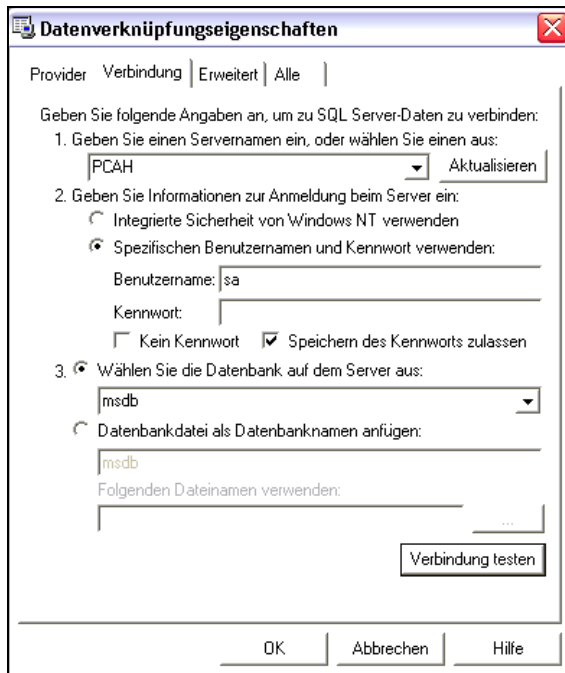 Datenverknüpfungseigenschaften
Provider Verbindung Erweitert Alle
Geben Sie folgende Angaben an, um zu SQL Server-Daten zu verbinden:
1. Geben Sie einen Servernamen ein, oder wählen Sie einen aus:
PCAH Aktualisieren
2. Geben Sie Informationen zur Anmeldung beim Server ein:
Integrierte Sicherheit von Windows NT verwenden
Spezifischen Benutzernamen und Kennwort verwenden:
Benutzername: sa
Kennwort:
Kein Kennwort Speichern des Kennworts zulassen
3. Wählen Sie die Datenbank auf dem Server aus:
msdb
Datenbankdatei als Datenbanknamen anfügen:
msdb
Folgenden Dateinamen verwenden:
...
Verbindung testen
OK Abbrechen Hilfe